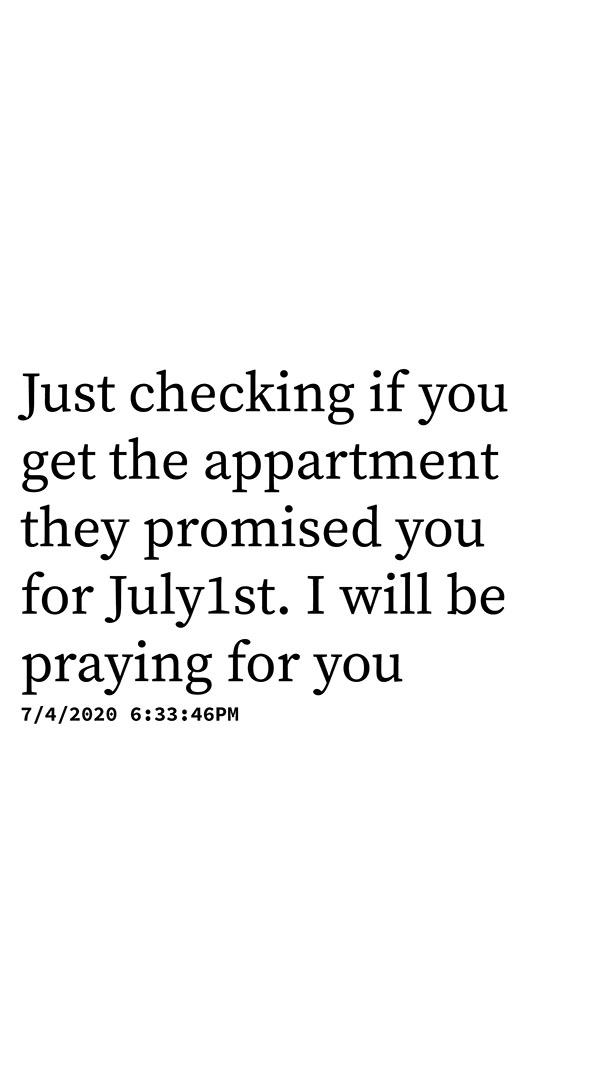 Just checking if you
get the appartment
they promised you
for July1st. I will be
praying for you
7/4/2020 6:33:46PM